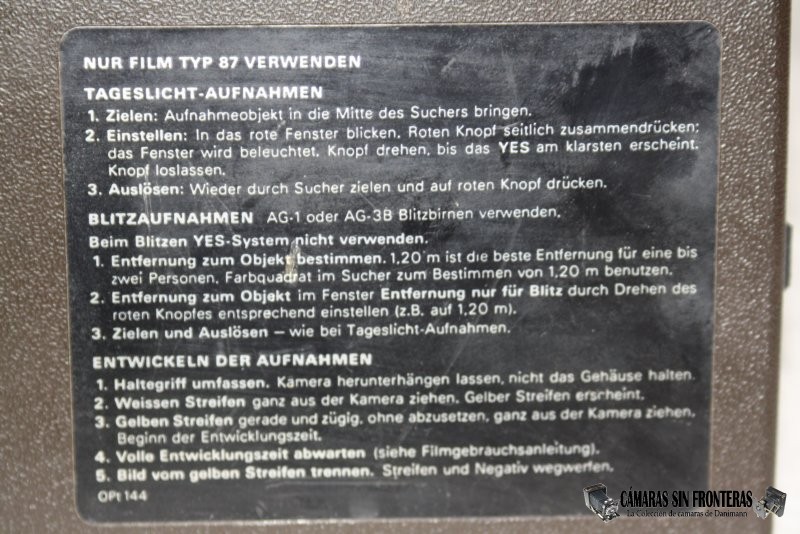 NUR FILM TYP 87 VERWENDEN
TAGESLICHT-AUFNAHMEN
1. Zielen: Aufnahmeobjekt in die Mitte des Suchers bringen.
2. Einstellen: In das rote Fenster blicken. Roten Knopf seitlich zusammendrücken;
das Fenster wird beleuchtet. Knopf drehen, bis das YES am klarsten erscheint.
Knopf loslassen.
3. Auslösen: Wieder durch Sucher zielen und auf roten Knopf drücken.
BLITZAUFNAHMEN AG-1 oder AG-3B Blitzbirnen verwenden.
Beim Blitzen YES-System nicht verwenden.
1. Entfernung zum Objekt bestimmen. 1,20 m ist die beste Entfernung für eine bis
zwei Personen. Farbquadrat im Sucher zum Bestimmen von 1,20 m benutzen.
2. Entfernung zum Objekt im Fenster Entfernung nur für Blitz durch Drehen des
roten Knopfes entsprechend einstellen (z.B. auf 1,20 m).
3. Zielen und Auslösen – wie bei Tageslicht-Aufnahmen.
ENTWICKELN DER AUFNAHMEN
1. Haltegriff umfassen. Kamera herunterhängen lassen, nicht das Gehäuse halten.
2. Weissen Streifen ganz aus der Kamera ziehen. Gelber Streifen erscheint.
3. Gelben Streifen gerade und zügig, ohne abzusetzen, ganz aus der Kamera ziehen.
Beginn der Entwicklungszeit.
4. Volle Entwicklungszeit abwarten (siehe Filmgebrauchsanleitung).
5. Bild vom gelben Streifen trennen. Streifen und Negativ wegwerfen.
OPt 144
CÁMARAS SIN FRONTERAS
La Colección de cámaras de Danimann